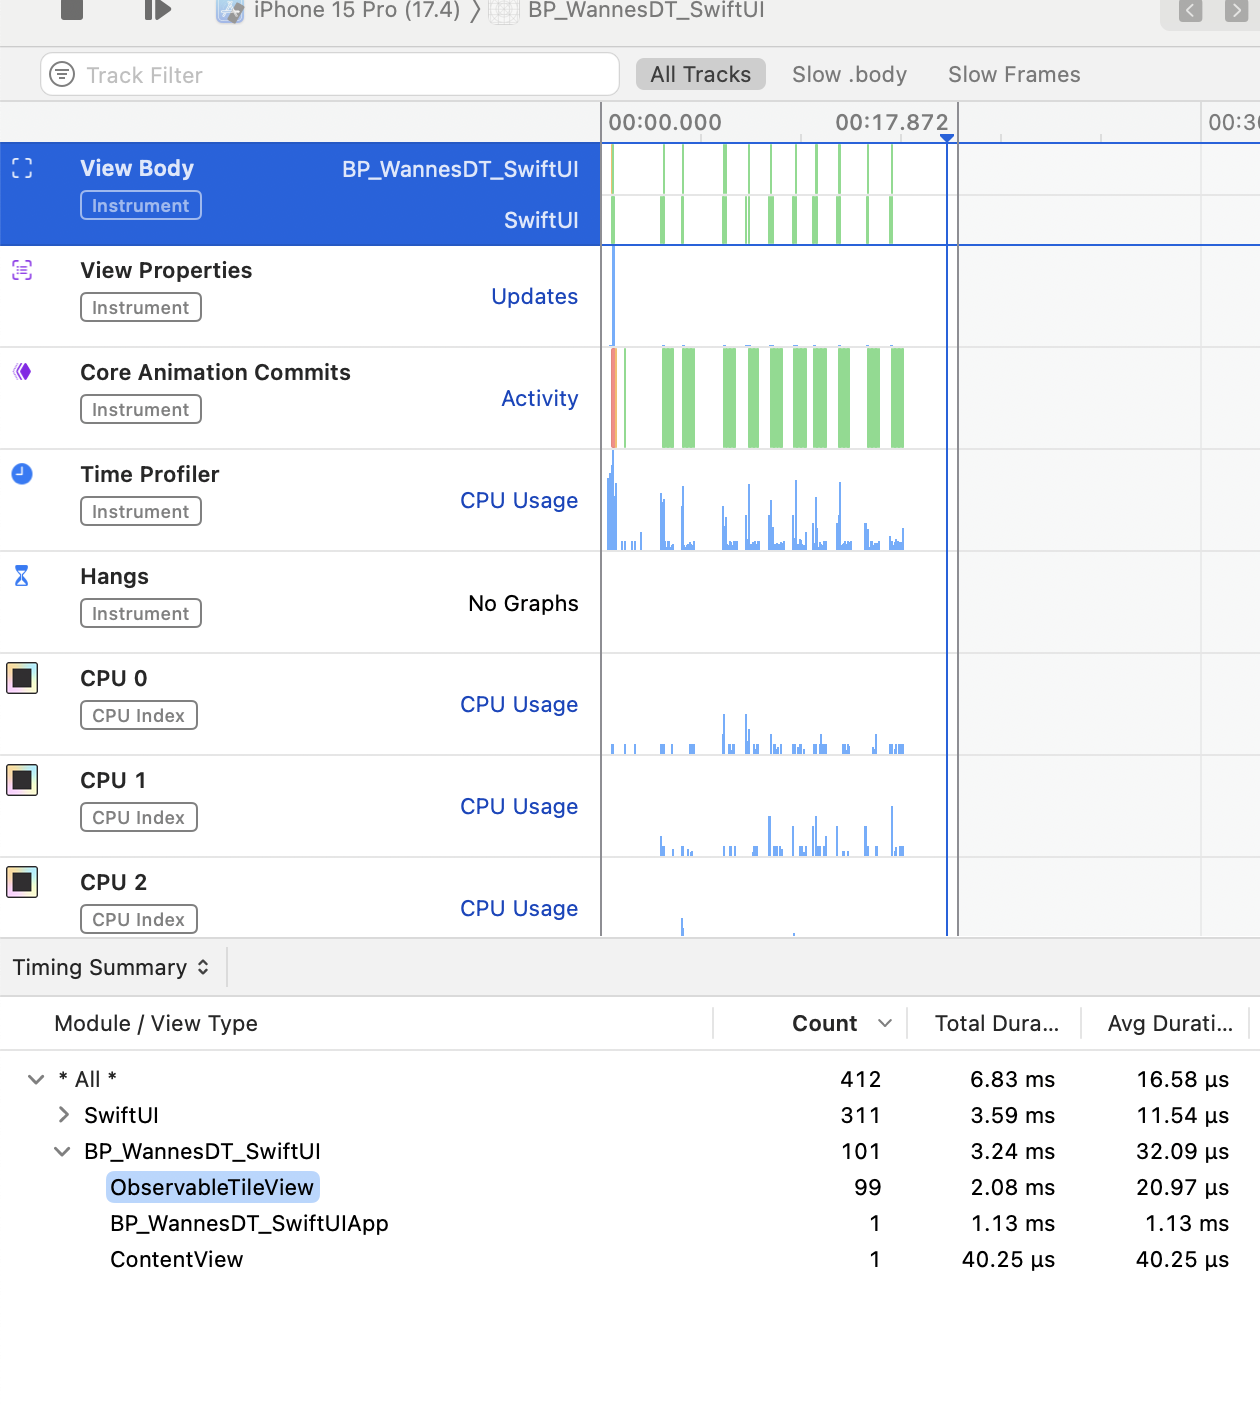 iPhone 15 Pro (17.4) 〉 BP_WannesDT_SwiftUI
Track Filter
All Tracks
Slow .body
Slow Frames
00:00.000
00:17.872
View Body
BP_WannesDT_SwiftUI
Instrument
SwiftUI
View Properties
Instrument
Updates
Core Animation Commits
Instrument
Activity
Time Profiler
Instrument
CPU Usage
Hangs
Instrument
No Graphs
CPU 0
CPU Index
CPU Usage
CPU 1
CPU Index
CPU Usage
CPU 2
CPU Index
CPU Usage
Timing Summary
Module / View Type Count Total Dura... Avg Durati...
* All * 412 6.83 ms 16.58 µs
SwiftUI 311 3.59 ms 11.54 µs
BP_WannesDT_SwiftUI 101 3.24 ms 32.09 µs
ObservableTileView 99 2.08 ms 20.97 µs
BP_WannesDT_SwiftUIApp 1 1.13 ms 1.13 ms
ContentView 1 40.25 µs 40.25 µs